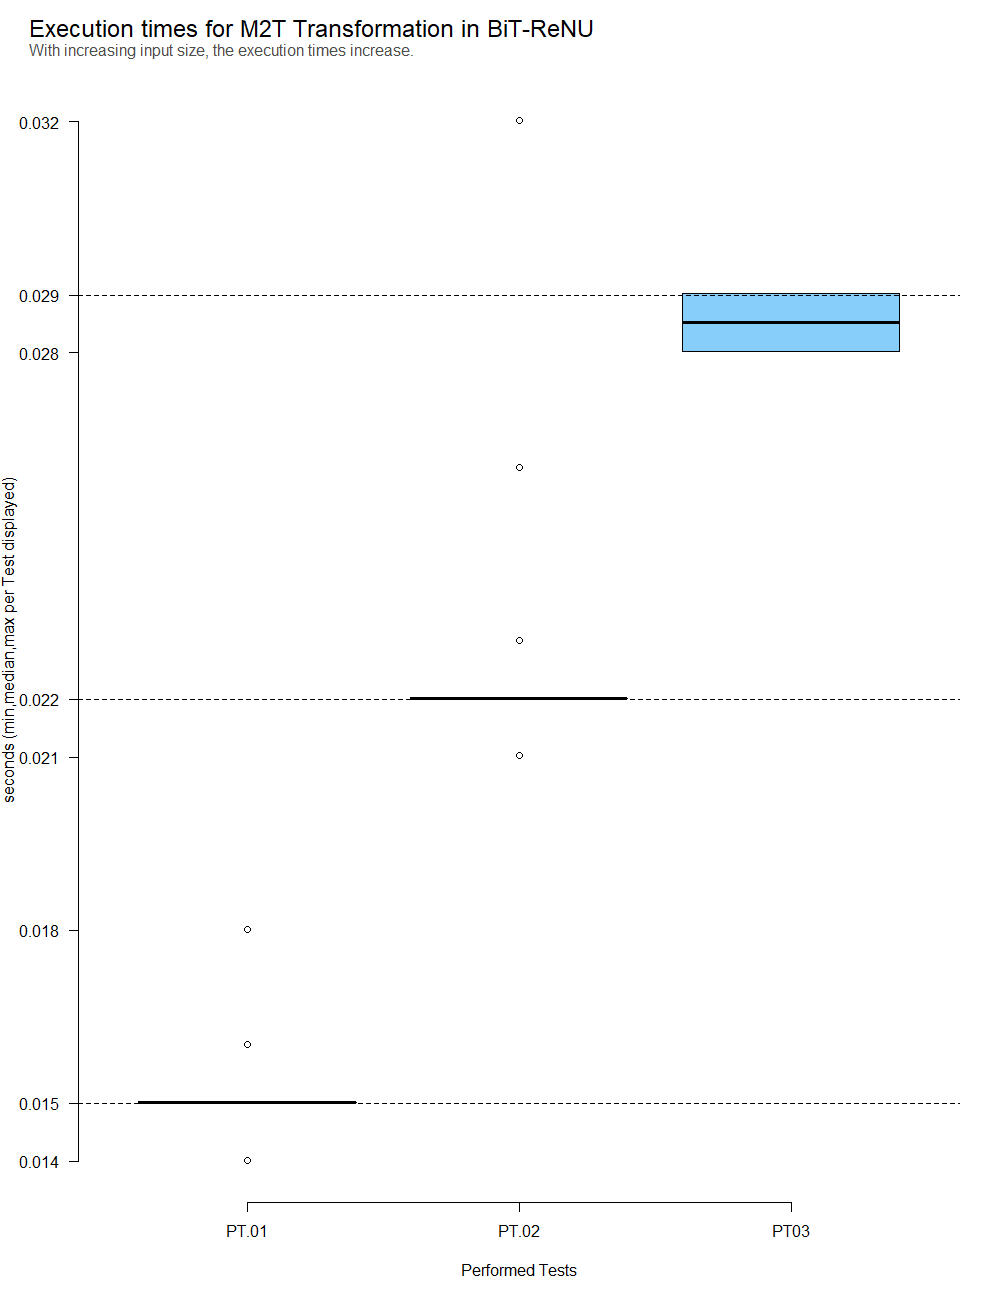 Execution times for M2T Transformation in BiT-ReNU
With increasing input size, the execution times increase.
seconds (min,median,max per Test displayed)
0.032
0.029
0.028
0.022
0.021
0.018
0.015
0.014
PT.01 PT.02 PT03
Performed Tests